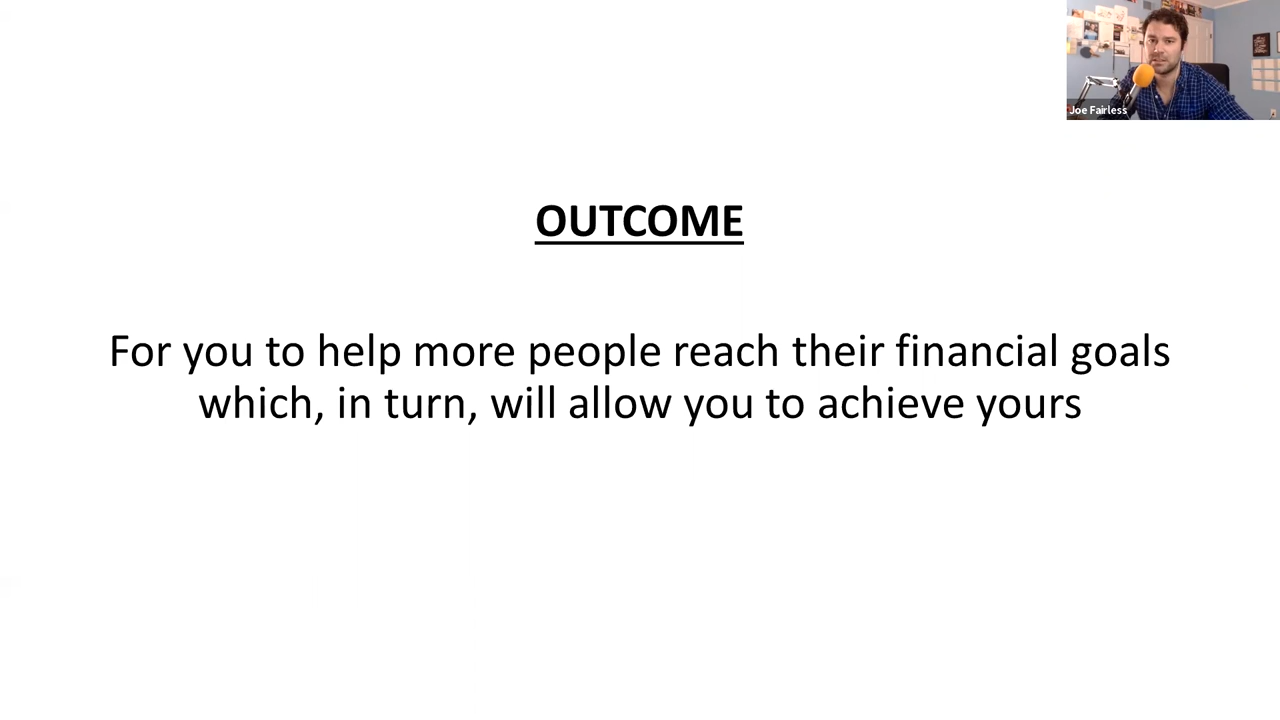 Joe Fairless
OUTCOME
For you to help more people reach their financial goals
which, in turn, will allow you to achieve yours